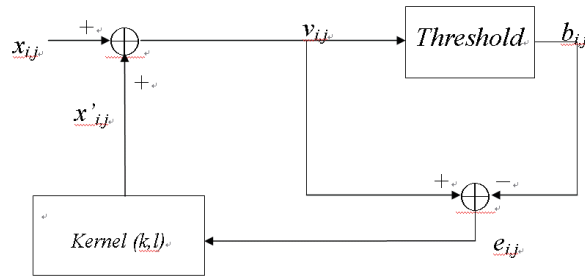 x_{i,j}
+
+
x'_{i,j}
v_{i,j}
Threshold
b_{i,j}
+
−
e_{i,j}
Kernel (k,l)